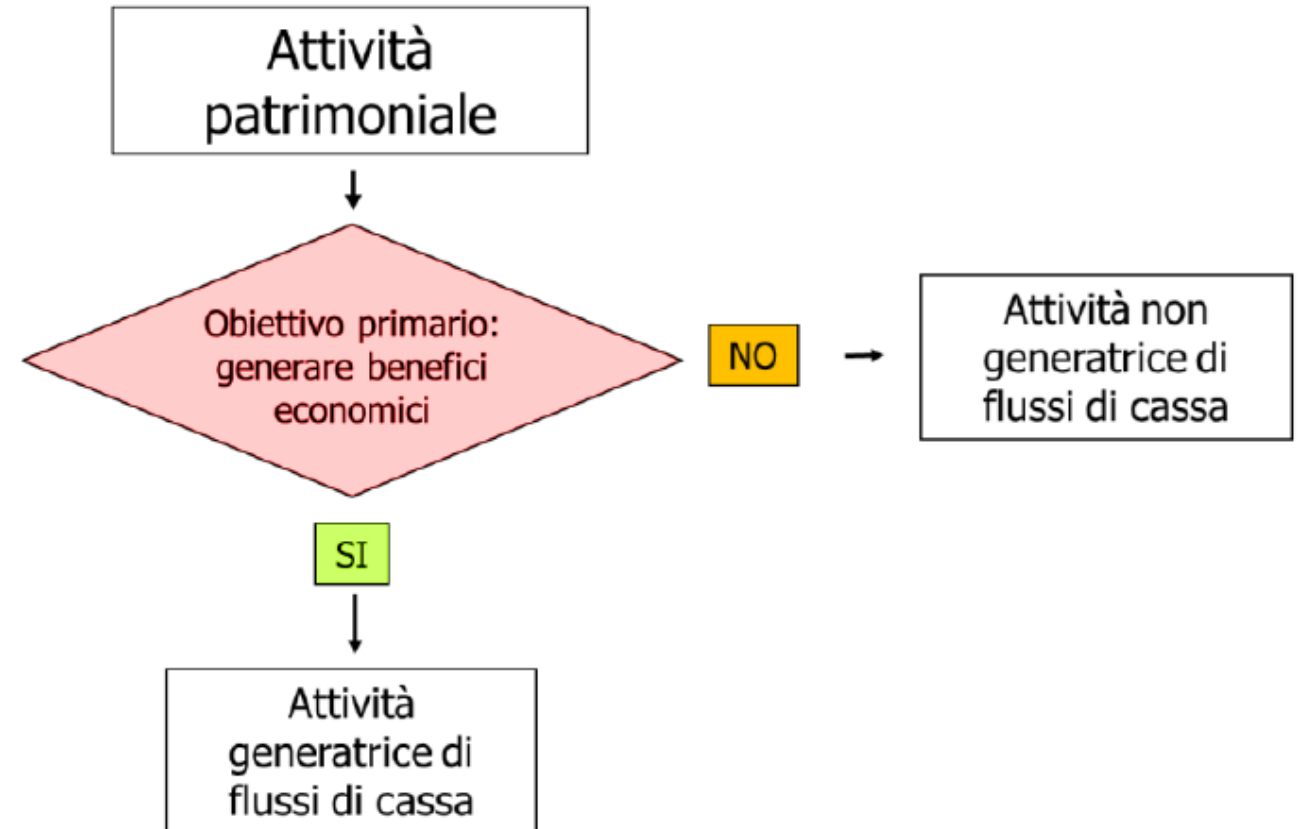 Attività
patrimoniale
Obiettivo primario:
generare benefici
economici
NO
Attività non
generatrice di
flussi di cassa
SI
Attività
generatrice di
flussi di cassa